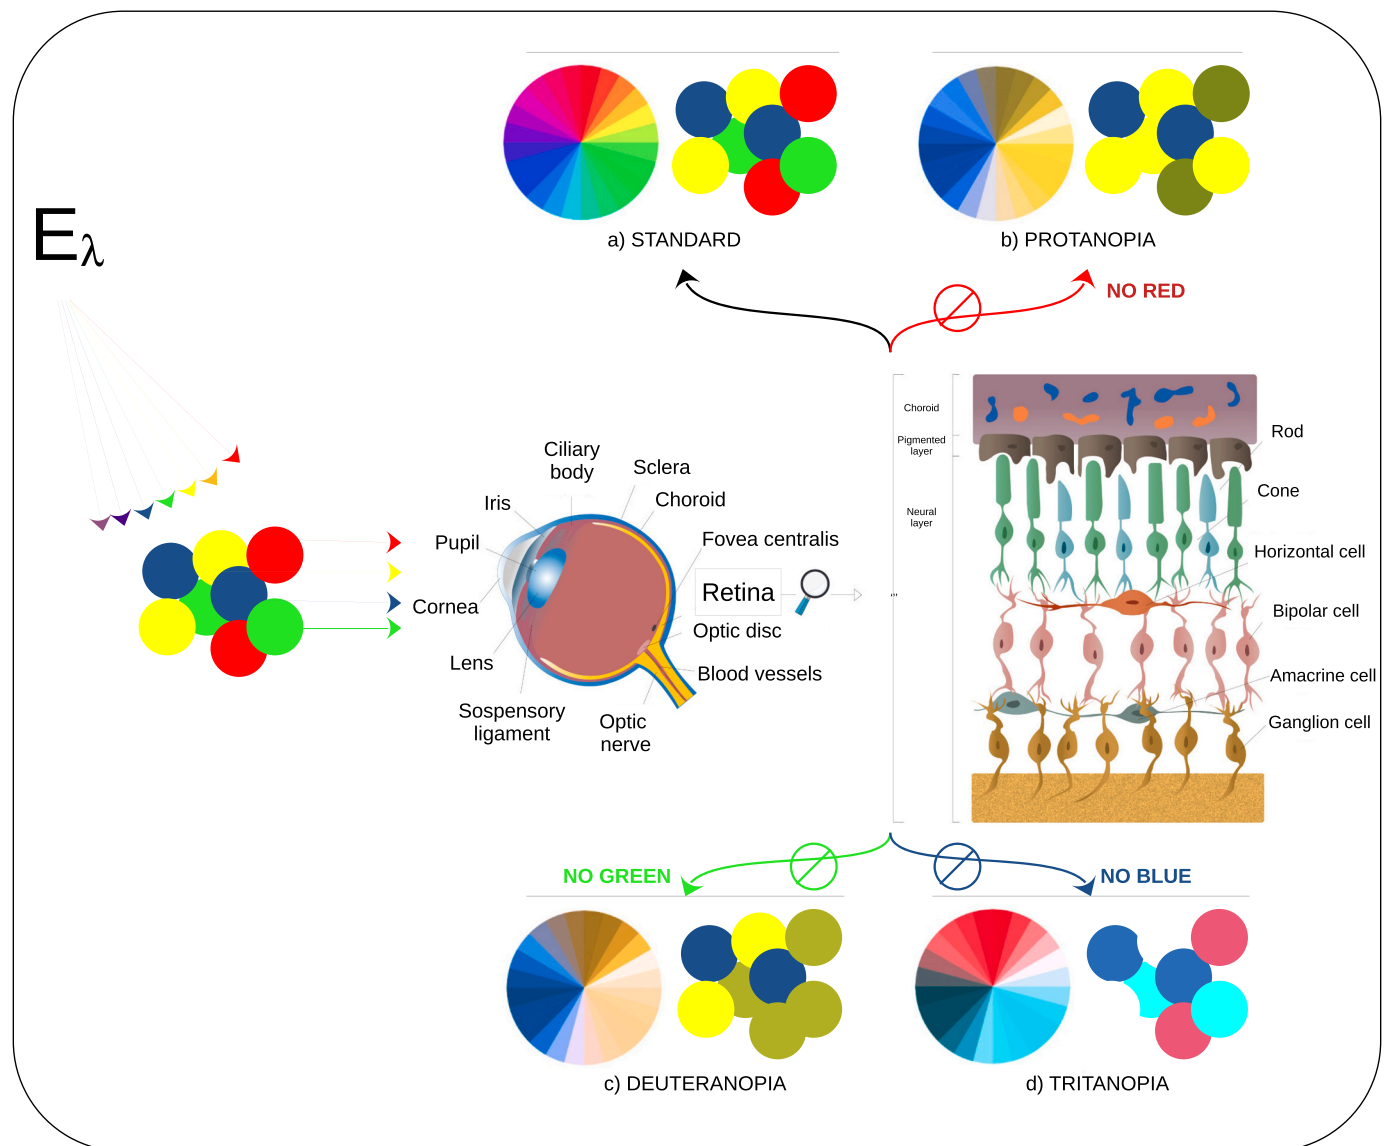 a) STANDARD
b) PROTANOPIA
Eλ
NO RED
Choroid
Pigmented
layer
Neural
layer
Rod
Cone
Horizontal cell
Bipolar cell
Amacrine cell
Ganglion cell
Ciliary
body
Sclera
Iris
Choroid
Pupil
Fovea centralis
Retina
Cornea
Optic disc
Lens
Blood vessels
Sospensory
ligament
Optic
nerve
NO GREEN
NO BLUE
c) DEUTERANOPIA
d) TRITANOPIA